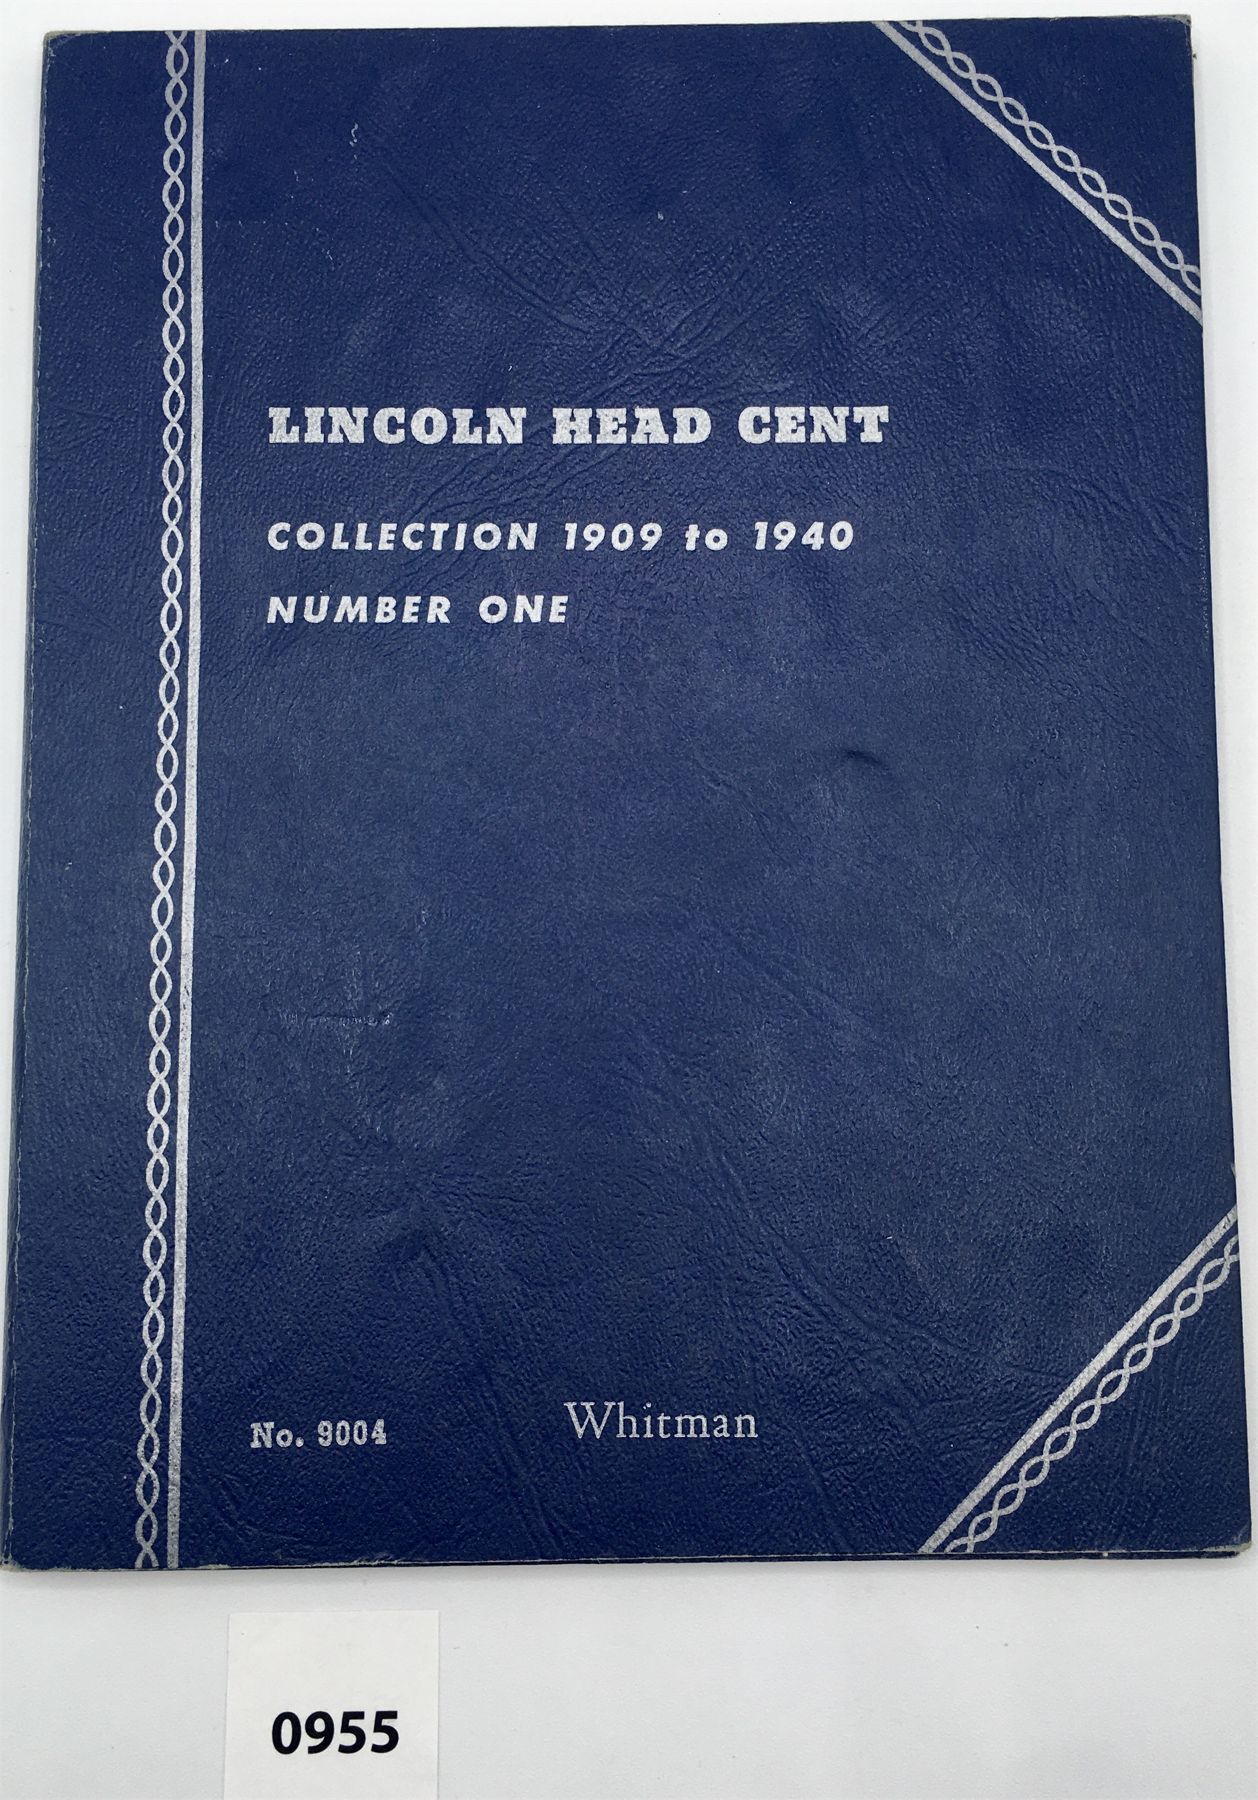 LINCOLN HEAD CENT
COLLECTION 1909 to 1940
NUMBER ONE
No. 9004
Whitman
0955